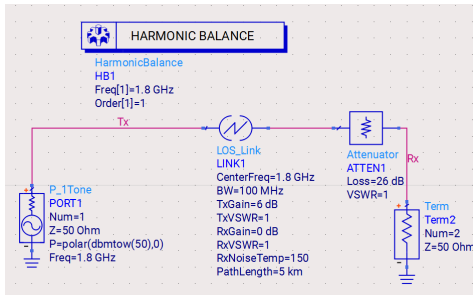 HARMONIC BALANCE
HarmonicBalance
HB1
Freq[1]=1.8 GHz
Order[1]=1
Tx
LOS_Link
LINK1
CenterFreq=1.8 GHz
BW=100 MHz
TxGain=6 dB
TxVSWR=1
RxGain=0 dB
RxVSWR=1
RxNoiseTemp=150
PathLength=5 km
Attenuator
ATTEN1
Loss=26 dB
VSWR=1
Rx
P_1Tone
PORT1
Num=1
Z=50 Ohm
P=polar(dbmtow(50),0)
Freq=1.8 GHz
Term
Term2
Num=2
Z=50 Ohm